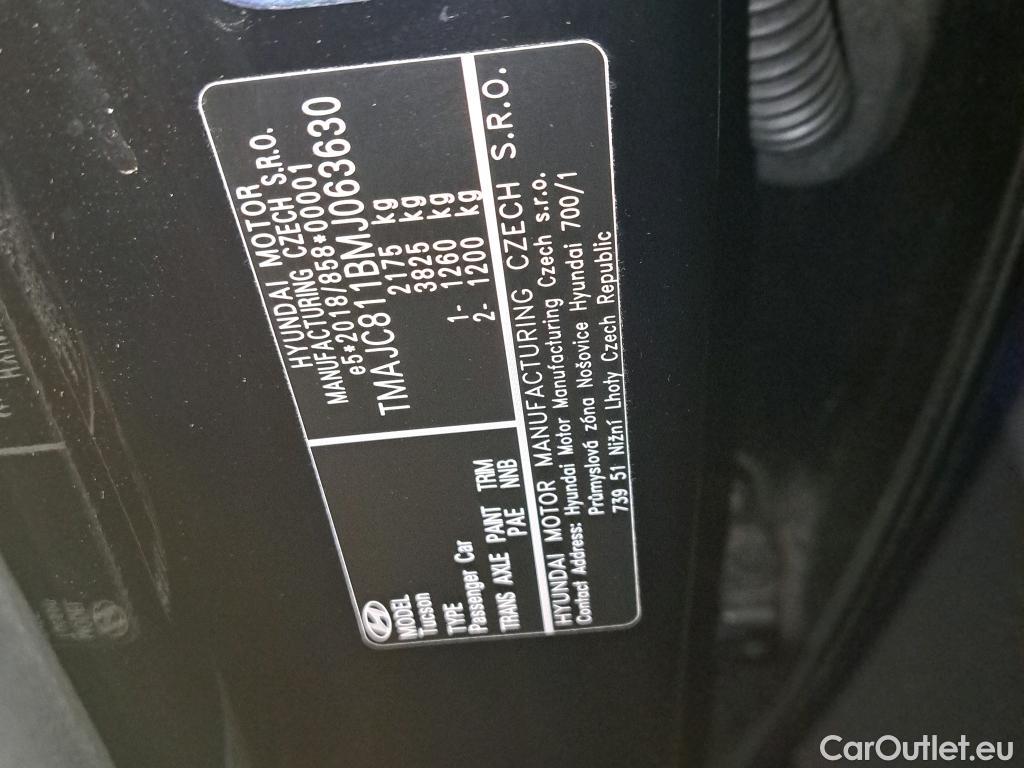 HYUNDAI MOTOR
MANUFACTURING CZECH S.R.O.
e5*2018/858*00001
TMAJC811BMJ063630
2175 kg
3825 kg
1- 1260 kg
2- 1200 kg
MODEL
Tucson
TYPE
Passenger Car
TRANS AXLE PAINT TRIM
PAE NNB
HYUNDAI MOTOR MANUFACTURING CZECH S.R.O.
Contact Address: Hyundai Motor Manufacturing Czech s.r.o.
Průmyslová zóna Nošovice Hyundai 700/1
739 51 Nižní Lhoty Czech Republic
CarOutlet.eu